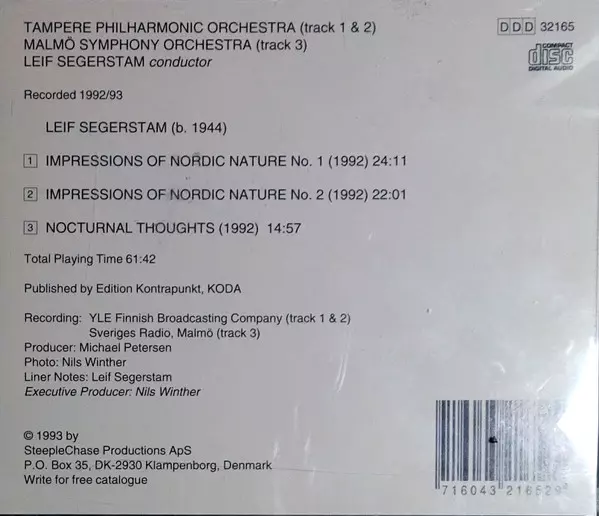 TAMPERE PHILHARMONIC ORCHESTRA (track 1 & 2)
MALMÖ SYMPHONY ORCHESTRA (track 3)
LEIF SEGERSTAM conductor
DDD 32165
COMPACT
disc
DIGITAL AUDIO
Recorded 1992/93
LEIF SEGERSTAM (b. 1944)
1 IMPRESSIONS OF NORDIC NATURE No. 1 (1992) 24:11
2 IMPRESSIONS OF NORDIC NATURE No. 2 (1992) 22:01
3 NOCTURNAL THOUGHTS (1992) 14:57
Total Playing Time 61:42
Published by Edition Kontrapunkt, KODA
Recording: YLE Finnish Broadcasting Company (track 1 & 2)
Sveriges Radio, Malmö (track 3)
Producer: Michael Petersen
Photo: Nils Winther
Liner Notes: Leif Segerstam
Executive Producer: Nils Winther
© 1993 by
SteepleChase Productions ApS
P.O. Box 35, DK-2930 Klampenborg, Denmark
Write for free catalogue
716043 216529